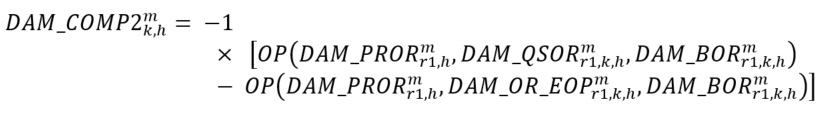 DAM_COMP2^m_{k,h} = −1
× [OP(DAM_PROR^m_{r1,h}, DAM_QSOR^m_{r1,k,h}, DAM_BOR^m_{r1,k,h})
− OP(DAM_PROR^m_{r1,h}, DAM_OR_EOP^m_{r1,k,h}, DAM_BOR^m_{r1,k,h})]